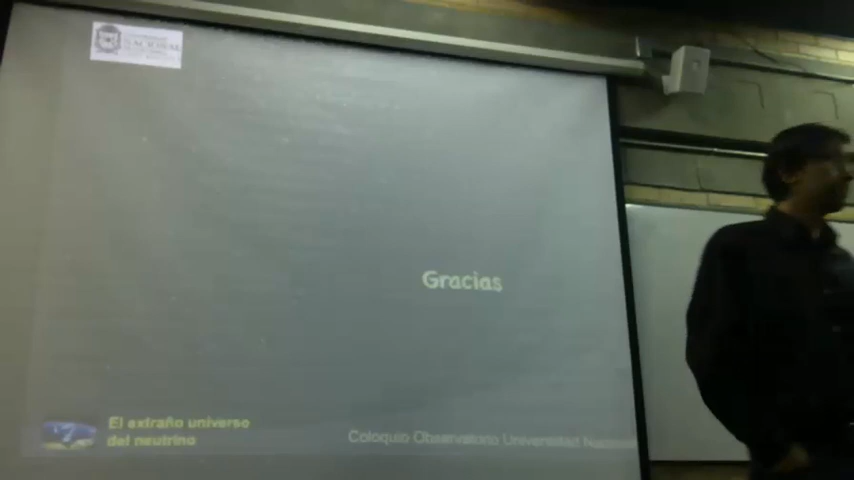 NACIONAL
Gracias
El extraño universo
del neutrino
Coloquio Observatorio Universidad